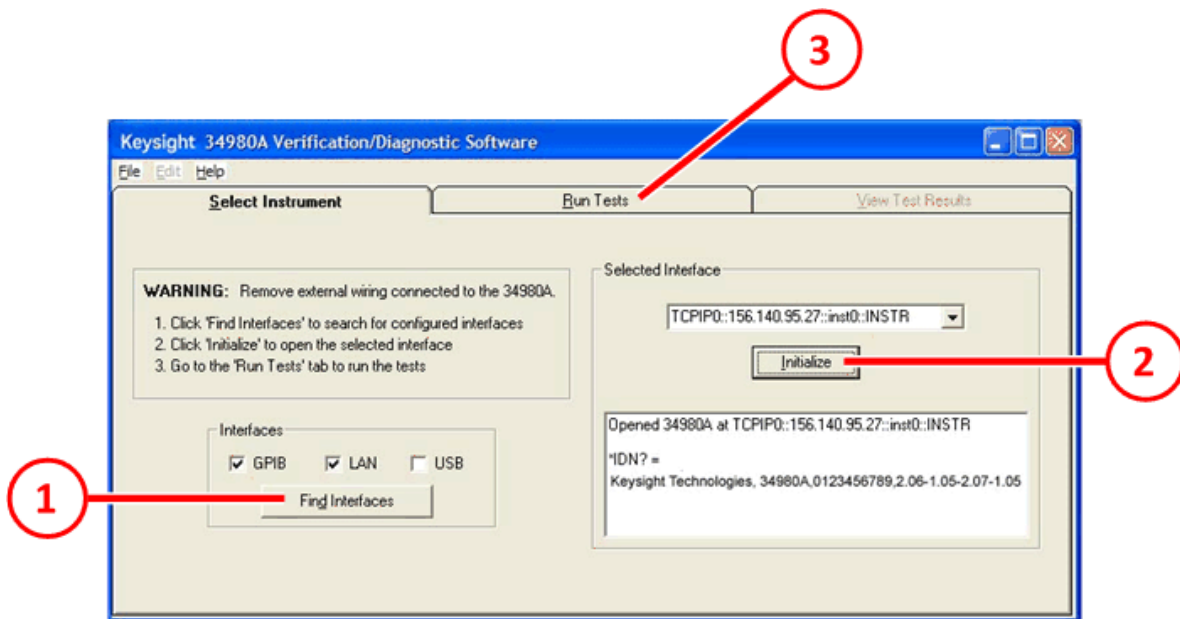 3
Keysight 34980A Verification/Diagnostic Software
File Edit Help
Select Instrument Run Tests View Test Results
WARNING: Remove external wiring connected to the 34980A.
1. Click 'Find Interfaces' to search for configured interfaces
2. Click 'Initialize' to open the selected interface
3. Go to the 'Run Tests' tab to run the tests
Interfaces
GPIB LAN USB
Find Interfaces
1
Selected Interface
TCPIP0::156.140.95.27::inst0::INSTR
Initialize
2
Opened 34980A at TCPIP0::156.140.95.27::inst0::INSTR
*IDN? =
Keysight Technologies, 34980A,0123456789,2.06-1.05-2.07-1.05